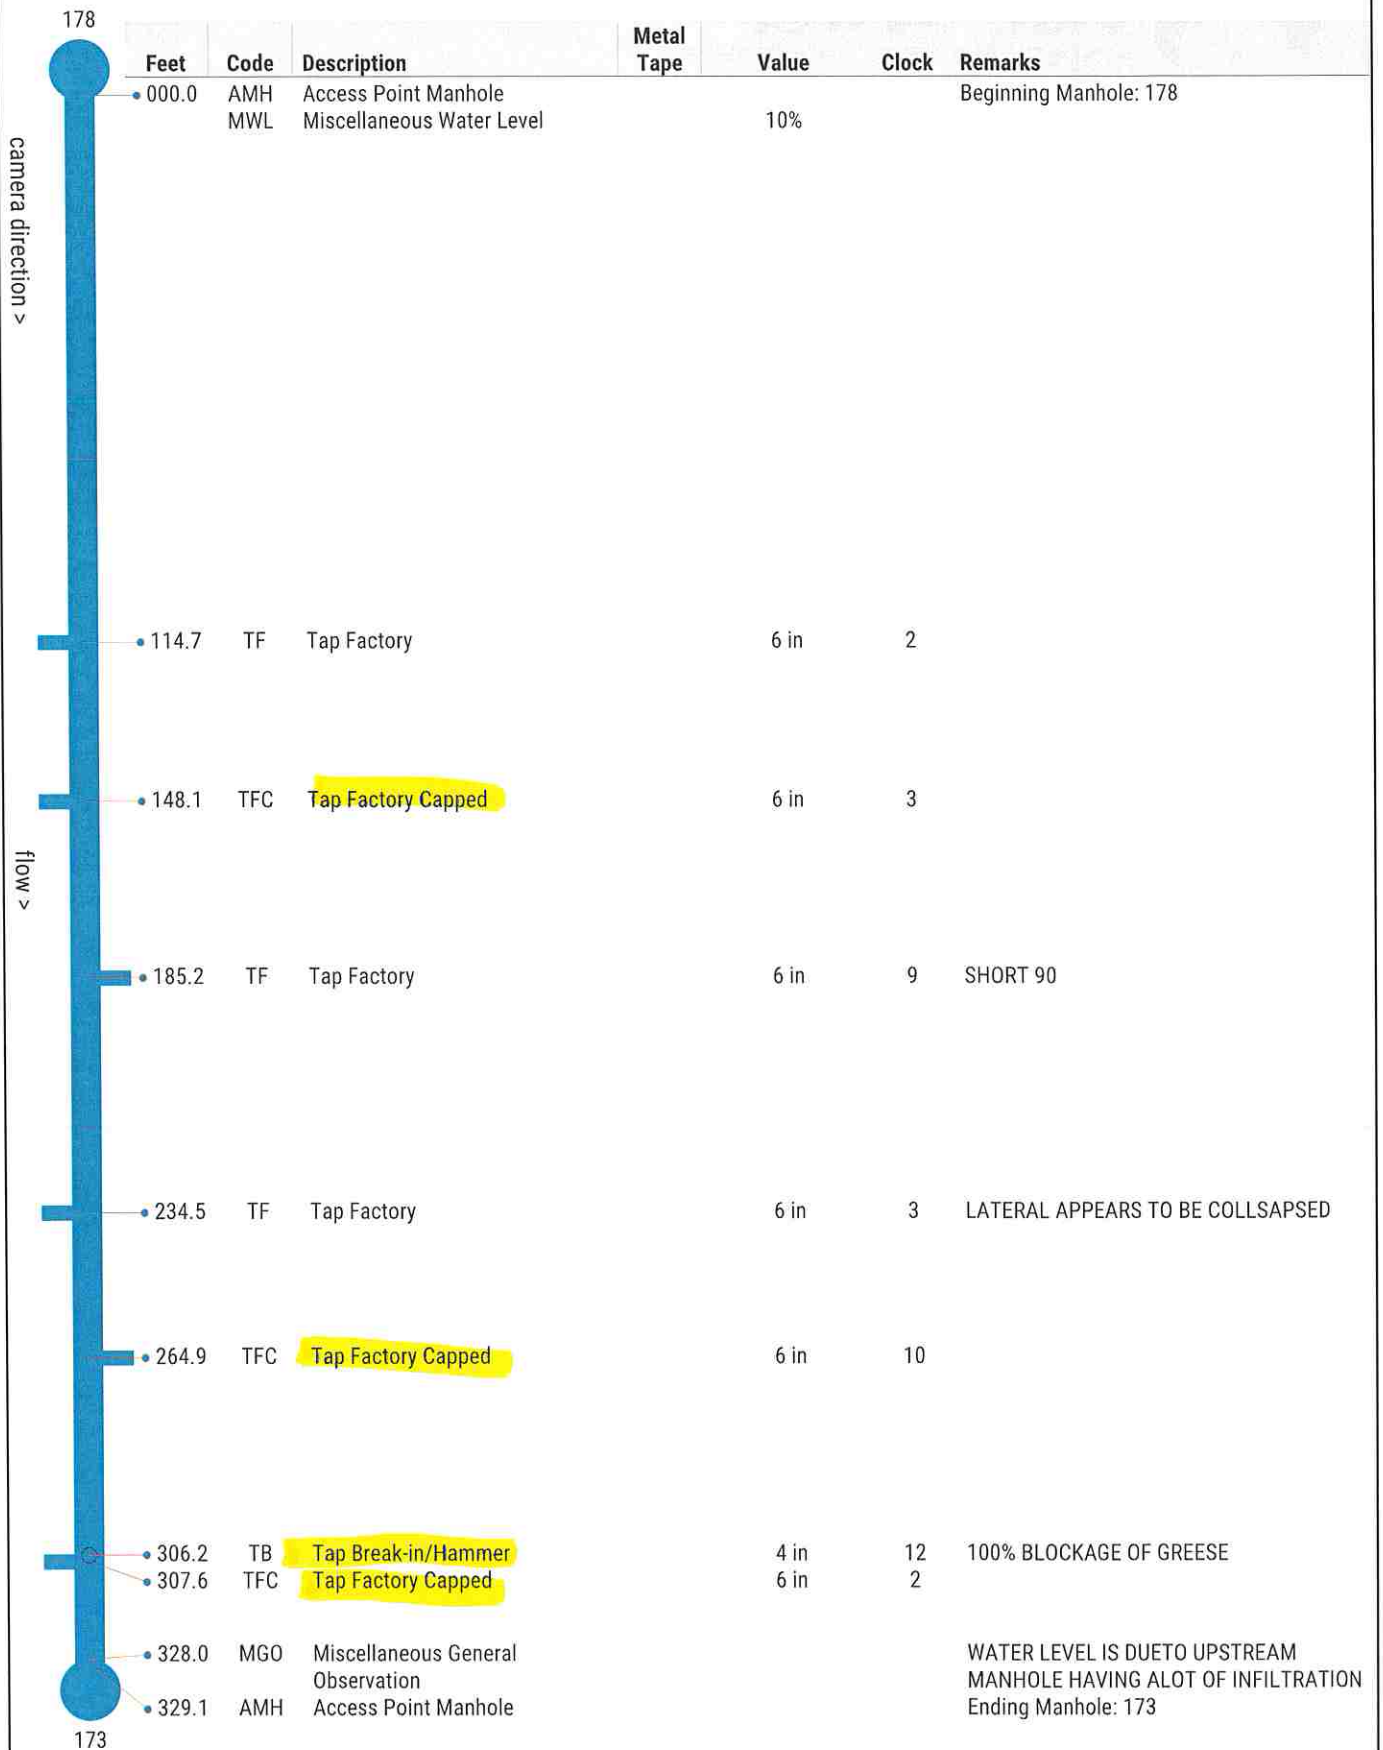 178
Metal
Feet Code Description Tape Value Clock Remarks
000.0 AMH Access Point Manhole Beginning Manhole: 178
MWL Miscellaneous Water Level 10%
camera direction >
114.7 TF Tap Factory 6 in 2
148.1 TFC Tap Factory Capped 6 in 3
flow >
185.2 TF Tap Factory 6 in 9 SHORT 90
234.5 TF Tap Factory 6 in 3 LATERAL APPEARS TO BE COLLSAPSED
264.9 TFC Tap Factory Capped 6 in 10
306.2 TB Tap Break-in/Hammer 4 in 12 100% BLOCKAGE OF GREESE
307.6 TFC Tap Factory Capped 6 in 2
328.0 MGO Miscellaneous General WATER LEVEL IS DUETO UPSTREAM
Observation MANHOLE HAVING ALOT OF INFILTRATION
329.1 AMH Access Point Manhole Ending Manhole: 173
173